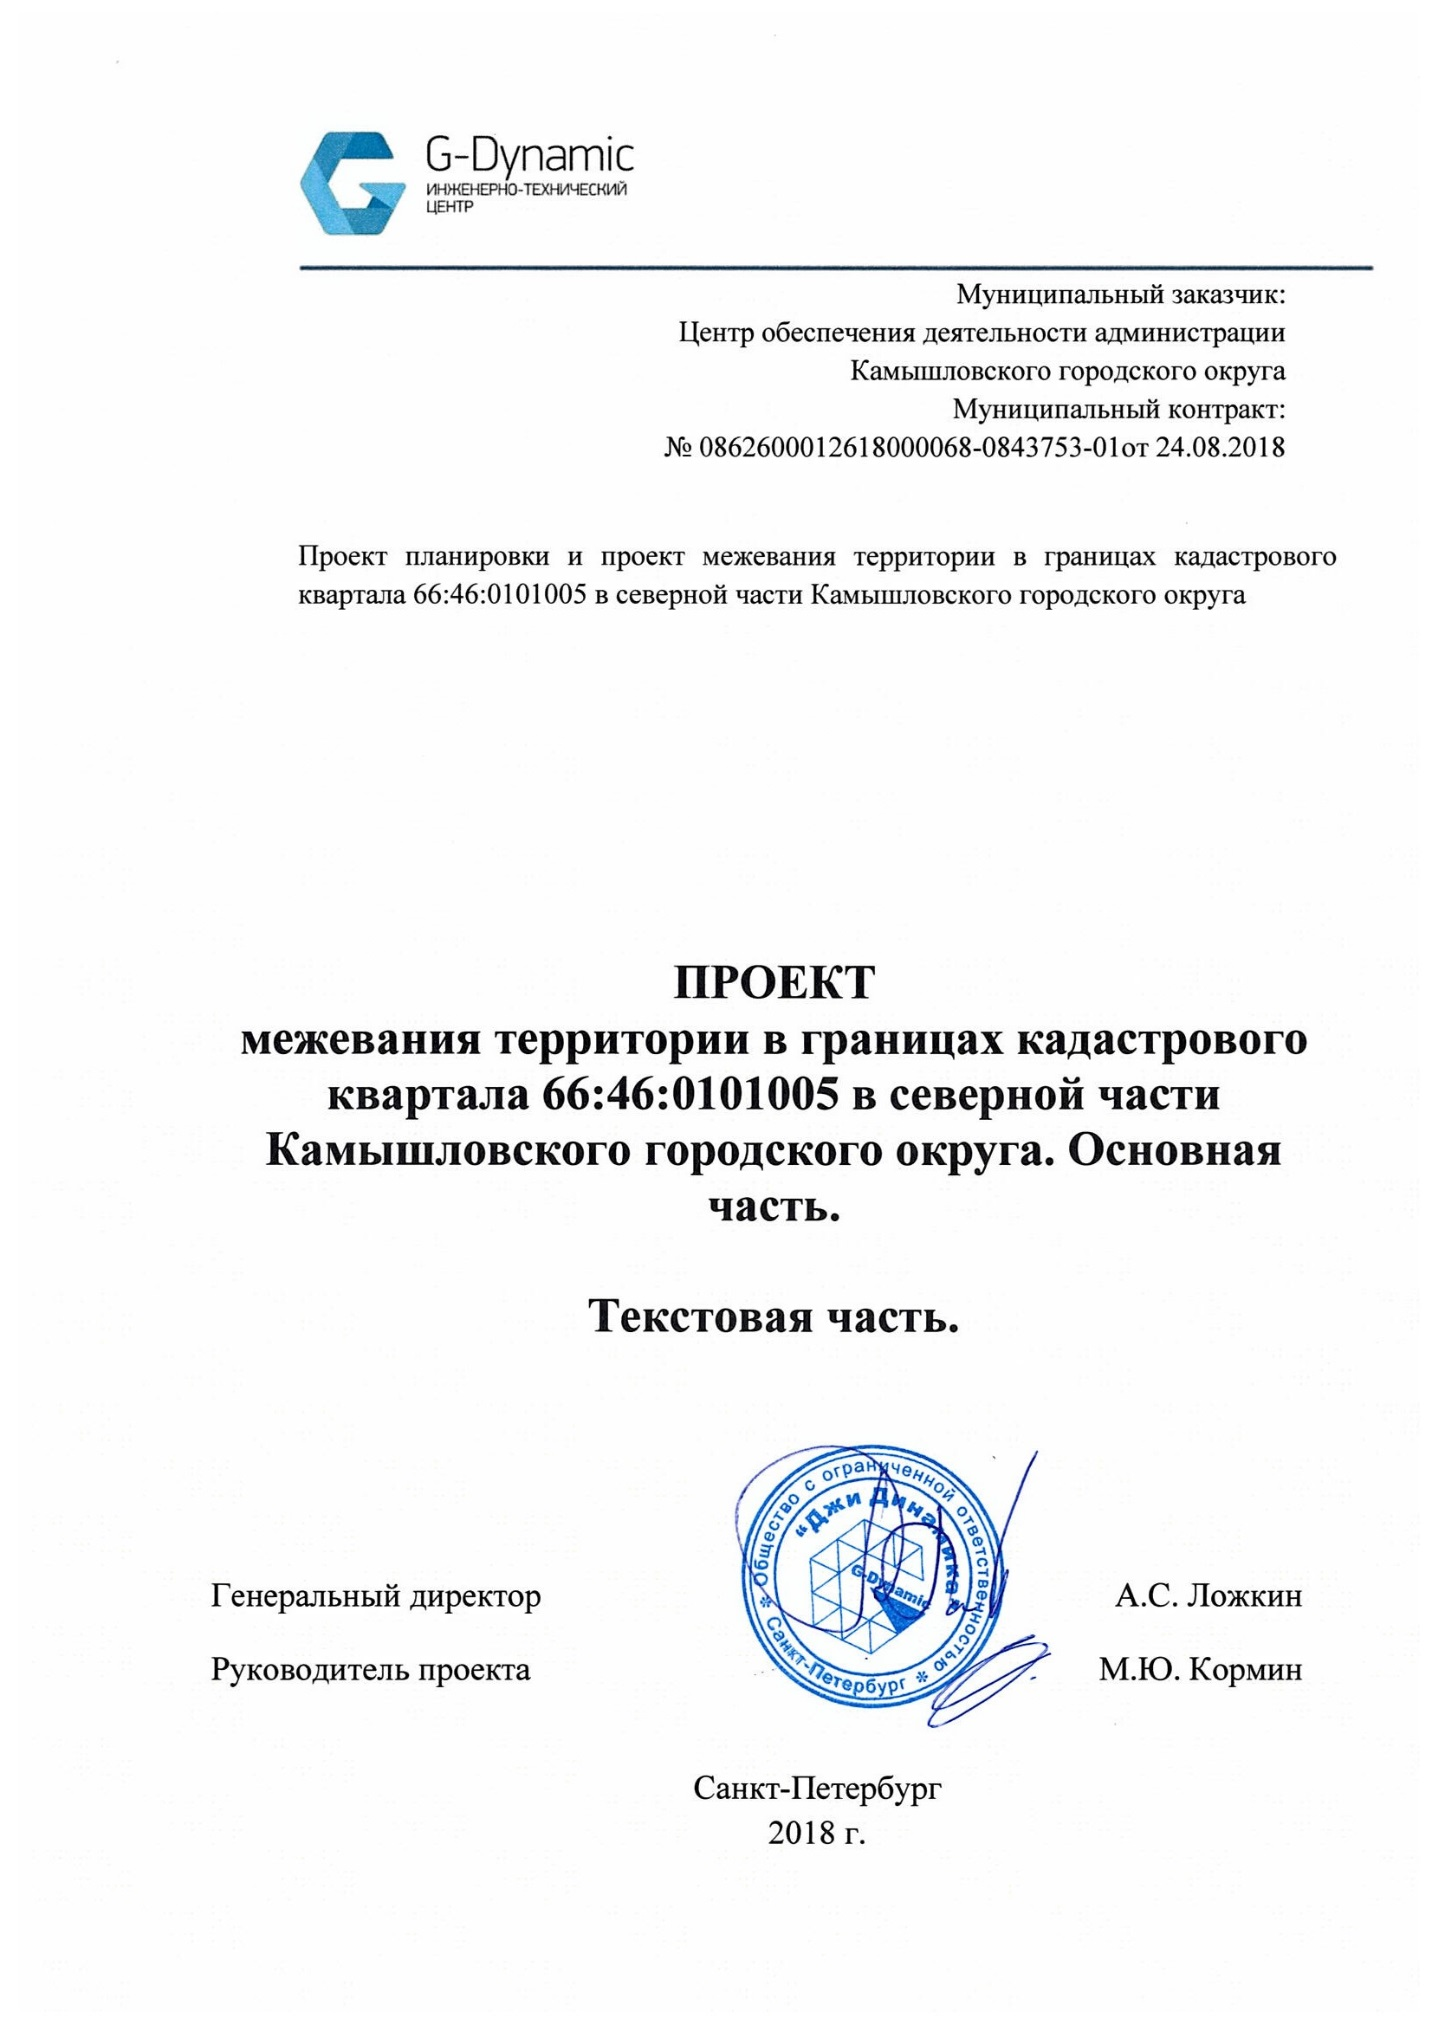 G-Dynamic
ИНЖЕНЕРНО-ТЕХНИЧЕСКИЙ
ЦЕНТР
Муниципальный заказчик:
Центр обеспечения деятельности администрации
Камышловского городского округа
Муниципальный контракт:
№ 0862600012618000068-0843753-01от 24.08.2018
Проект планировки и проект межевания территории в границах кадастрового
квартала 66:46:0101005 в северной части Камышловского городского округа
ПРОЕКТ
межевания территории в границах кадастрового
квартала 66:46:0101005 в северной части
Камышловского городского округа. Основная
часть.
Текстовая часть.
Общество с ограниченной ответственностью
"Джи Динамика"
G-Dynamic
Санкт-Петербург
Генеральный директор
А.С. Ложкин
Руководитель проекта
М.Ю. Кормин
Санкт-Петербург
2018 г.